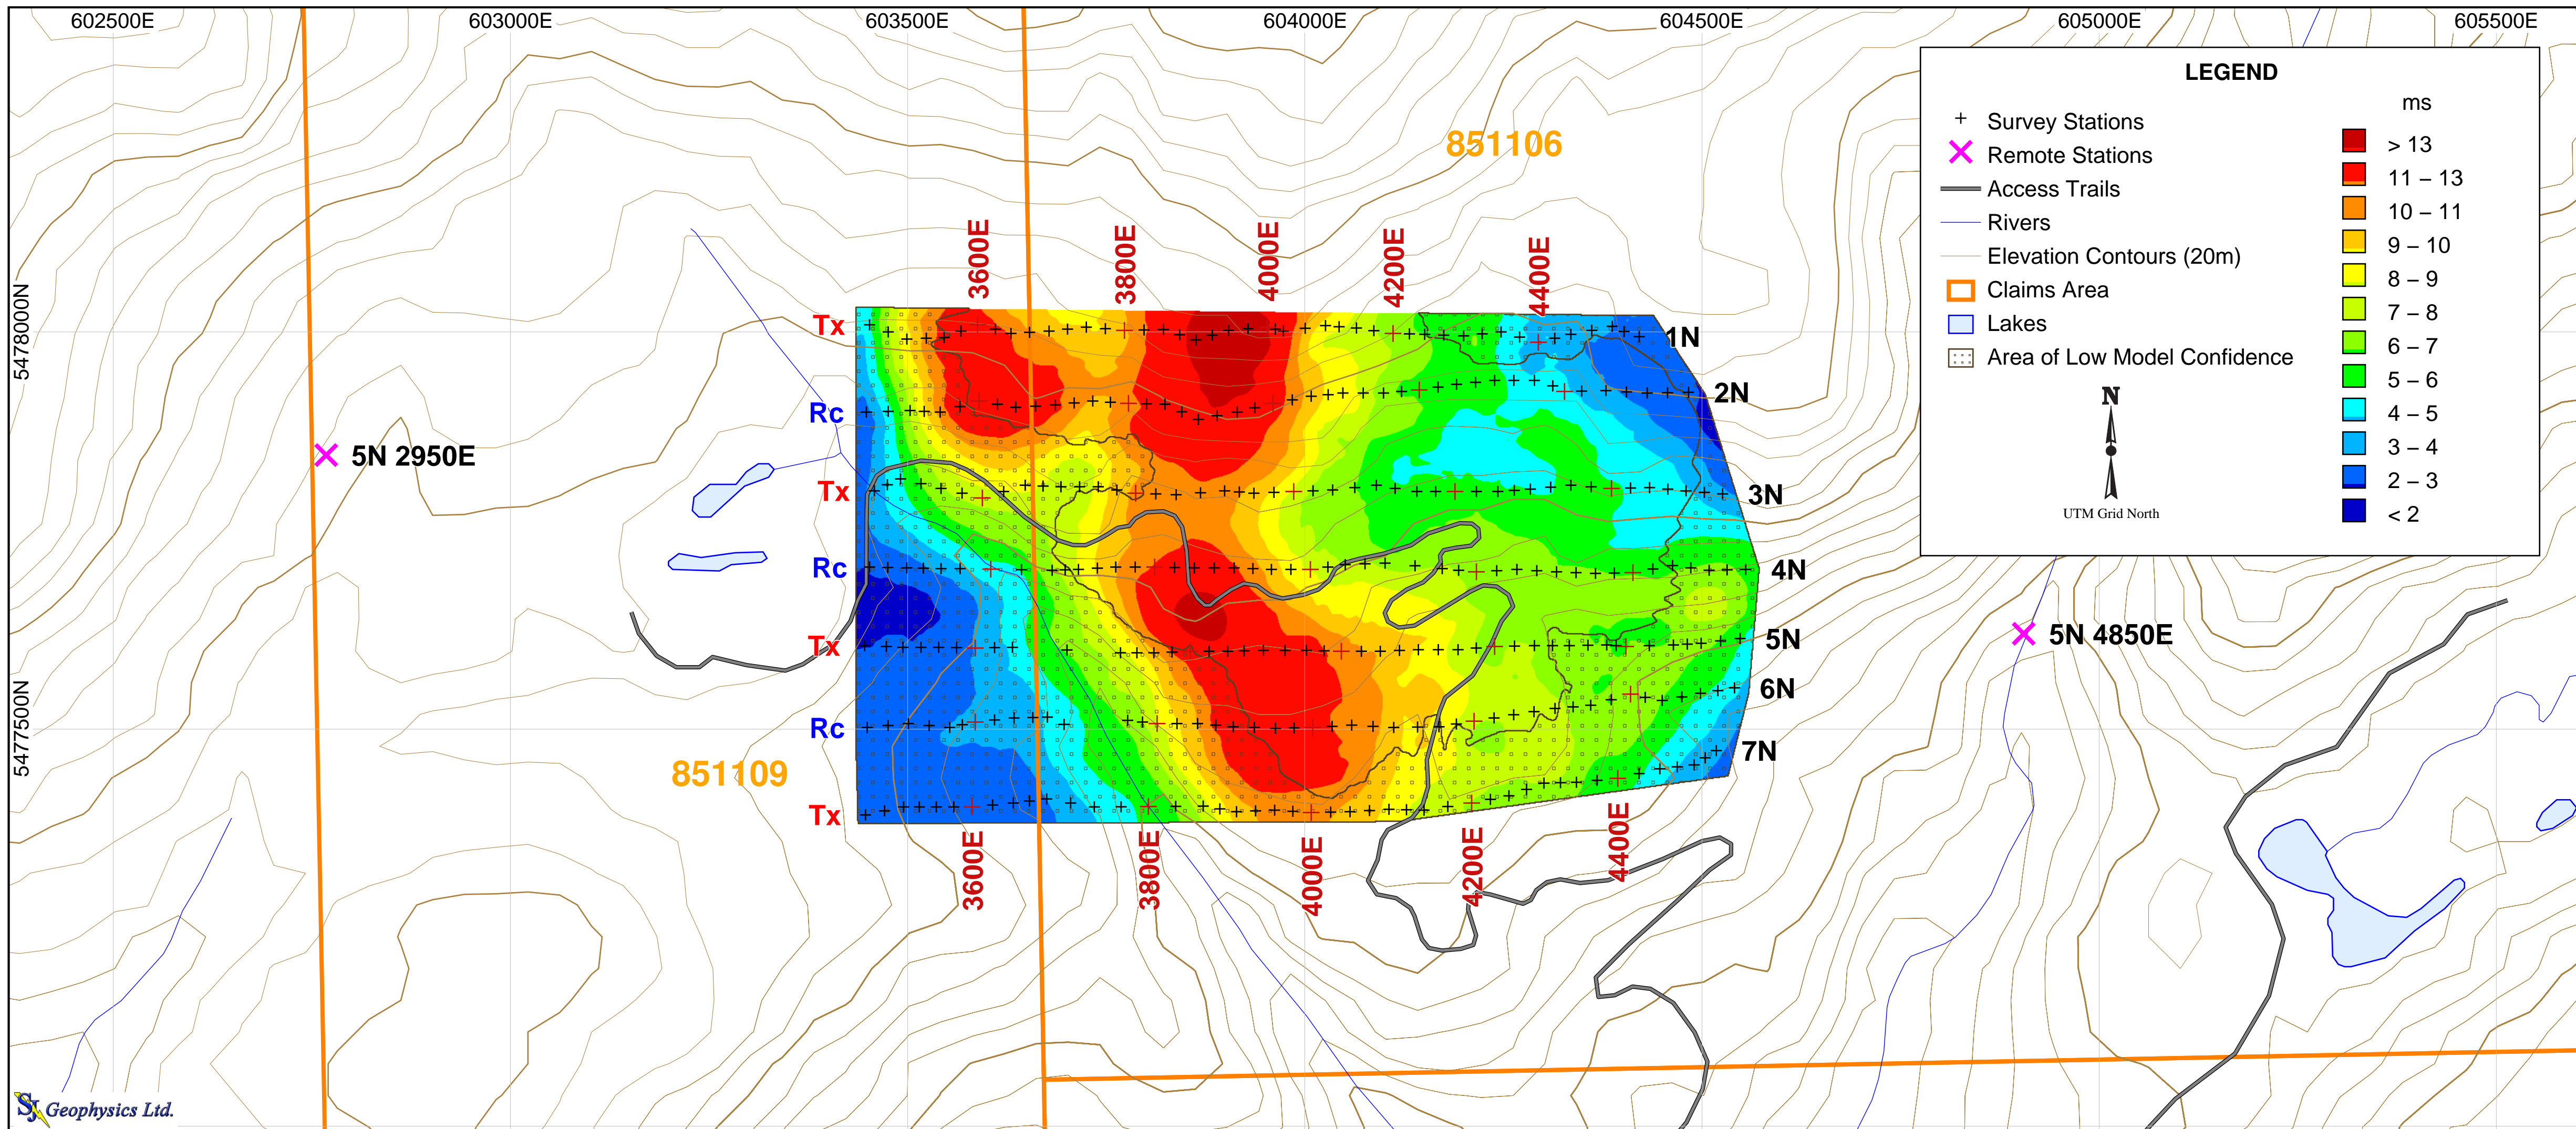 602500E 603000E 603500E 604000E 604500E 605000E 605500E
LEGEND
ms
Survey Stations
Remote Stations
Access Trails
Rivers
Elevation Contours (20m)
Claims Area
Lakes
Area of Low Model Confidence
N
UTM Grid North
> 13
11 – 13
10 – 11
9 – 10
8 – 9
7 – 8
6 – 7
5 – 6
4 – 5
3 – 4
2 – 3
< 2
851106
3600E 3800E 4000E 4200E 4400E
5478000N
Tx
1N
2N
Rc
5N 2950E
Tx
3N
Rc
4N
Tx
5N
5N 4850E
6N
5477500N
Rc
7N
851109
Tx
3600E 3800E 4000E 4200E 4400E
SJ Geophysics Ltd.